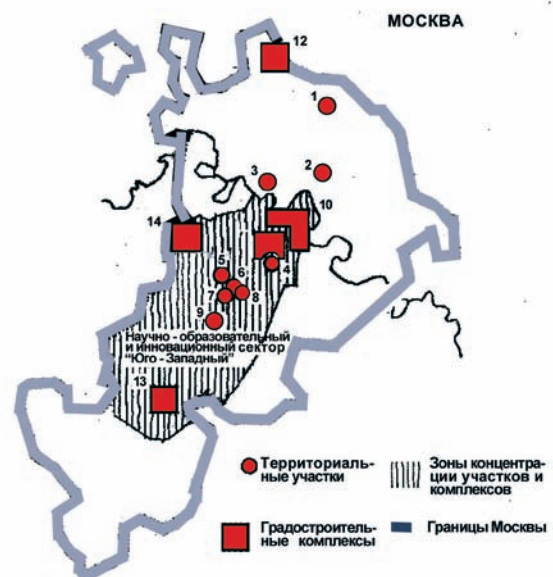 МОСКВА
12
1
2
3
10
14
4
5
6
7
8
9
Научно - образовательный
и инновационный сектор
"Юго - Западный"
13
Территориаль-
ные участки
Зоны концентра-
ции участков и
комплексов
Градостроитель-
ные комплексы
Границы Москвы